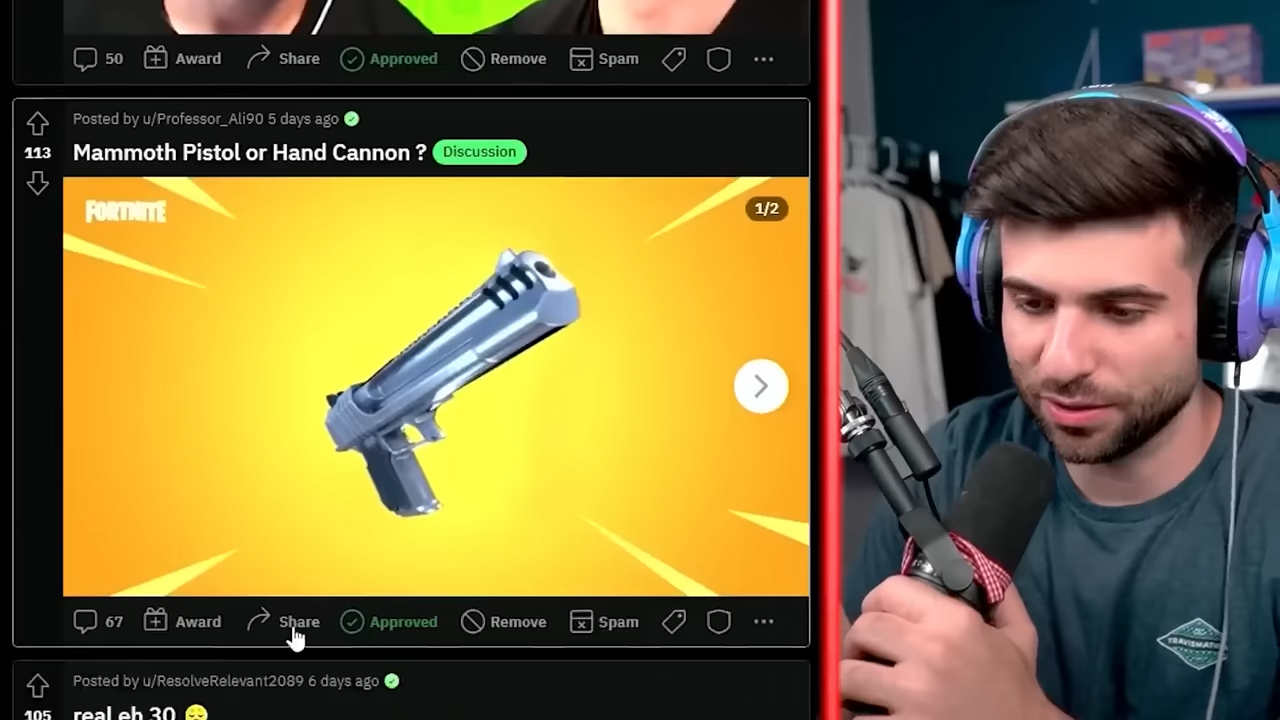 50 Award Share Approved Remove Spam
Posted by u/Professor_Ali90 5 days ago
113
Mammoth Pistol or Hand Cannon ? Discussion
FORTNITE
1/2
67 Award Share Approved Remove Spam
TRAVISMATHEW
Posted by u/ResolveRelevant2089 6 days ago
105
real eh 30